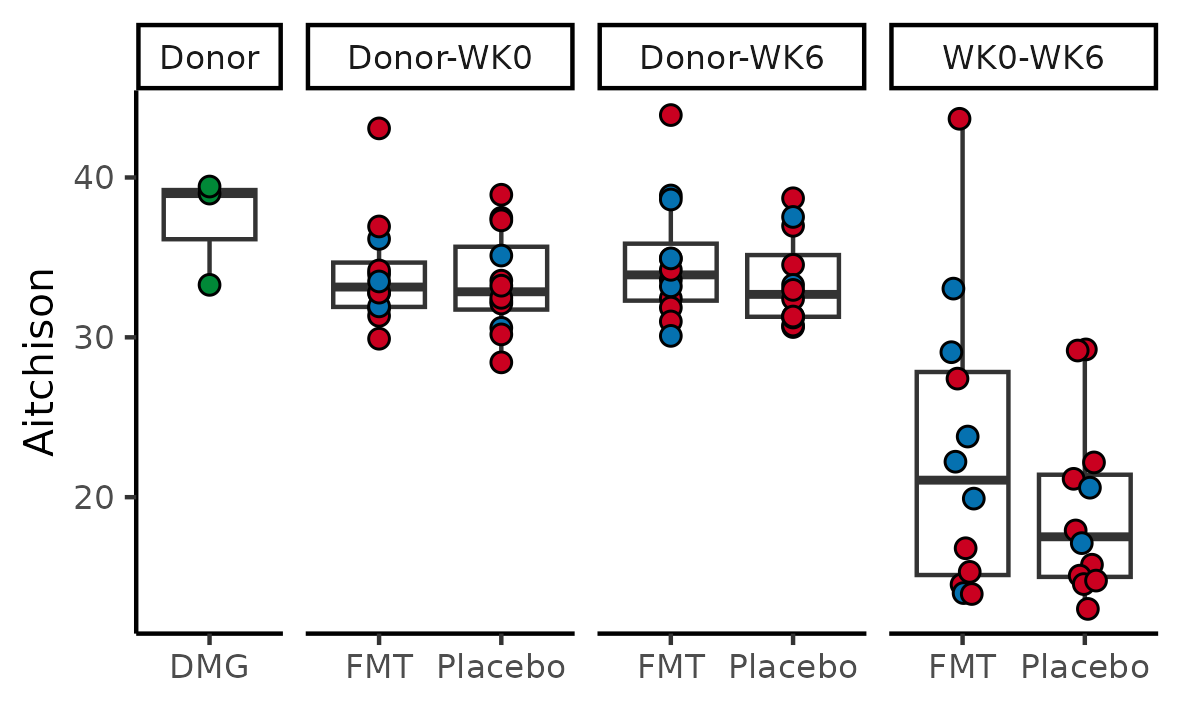 Donor Donor-WK0 Donor-WK6 WK0-WK6
Aitchison
40
30
20
DMG FMT Placebo FMT Placebo FMT Placebo